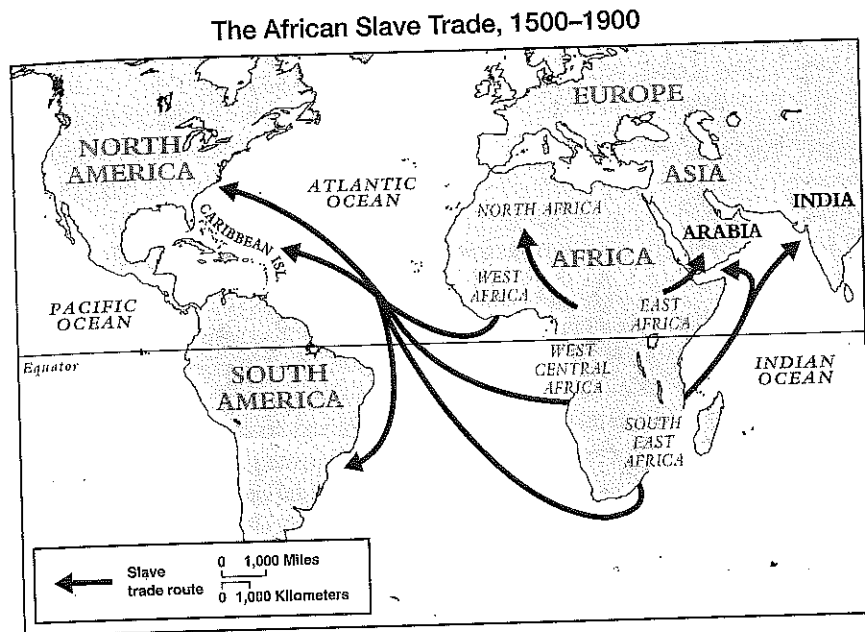 The African Slave Trade, 1500–1900
EUROPE
NORTH
AMERICA
ASIA
ATLANTIC
OCEAN
INDIA
NORTH AFRICA
ARABIA
CARIBBEAN ISL.
AFRICA
WEST
AFRICA
PACIFIC
OCEAN
EAST
AFRICA
Equator
WEST
CENTRAL
AFRICA
INDIAN
OCEAN
SOUTH
AMERICA
SOUTH
EAST
AFRICA
Slave
trade route
0 1,000 Miles
0 1,000 Kilometers